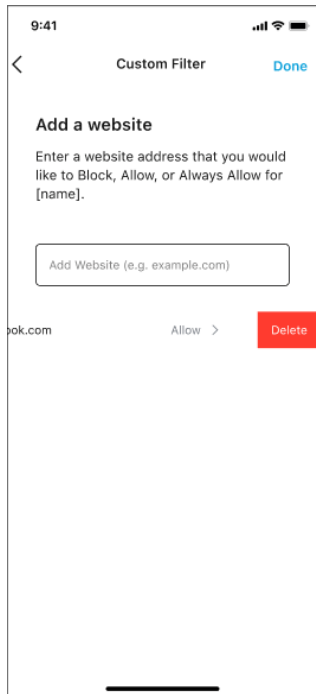 9:41
Custom Filter
Done
Add a website
Enter a website address that you would
like to Block, Allow, or Always Allow for
[name].
Add Website (e.g. example.com)
ook.com
Allow
Delete